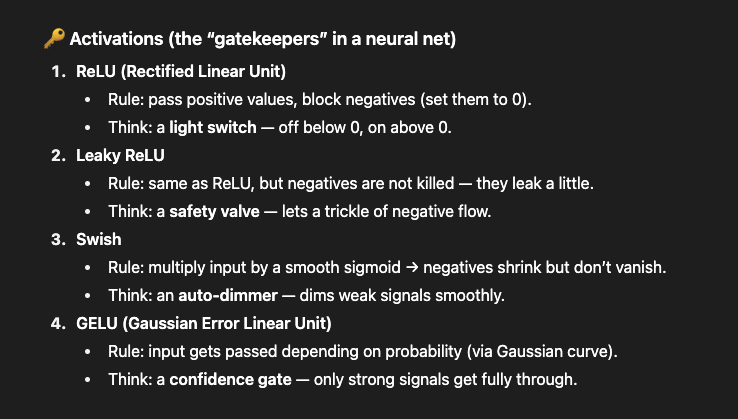 🔑 Activations (the “gatekeepers” in a neural net)
1. ReLU (Rectified Linear Unit)
• Rule: pass positive values, block negatives (set them to 0).
• Think: a light switch — off below 0, on above 0.
2. Leaky ReLU
• Rule: same as ReLU, but negatives are not killed — they leak a little.
• Think: a safety valve — lets a trickle of negative flow.
3. Swish
• Rule: multiply input by a smooth sigmoid → negatives shrink but don’t vanish.
• Think: an auto-dimmer — dims weak signals smoothly.
4. GELU (Gaussian Error Linear Unit)
• Rule: input gets passed depending on probability (via Gaussian curve).
• Think: a confidence gate — only strong signals get fully through.